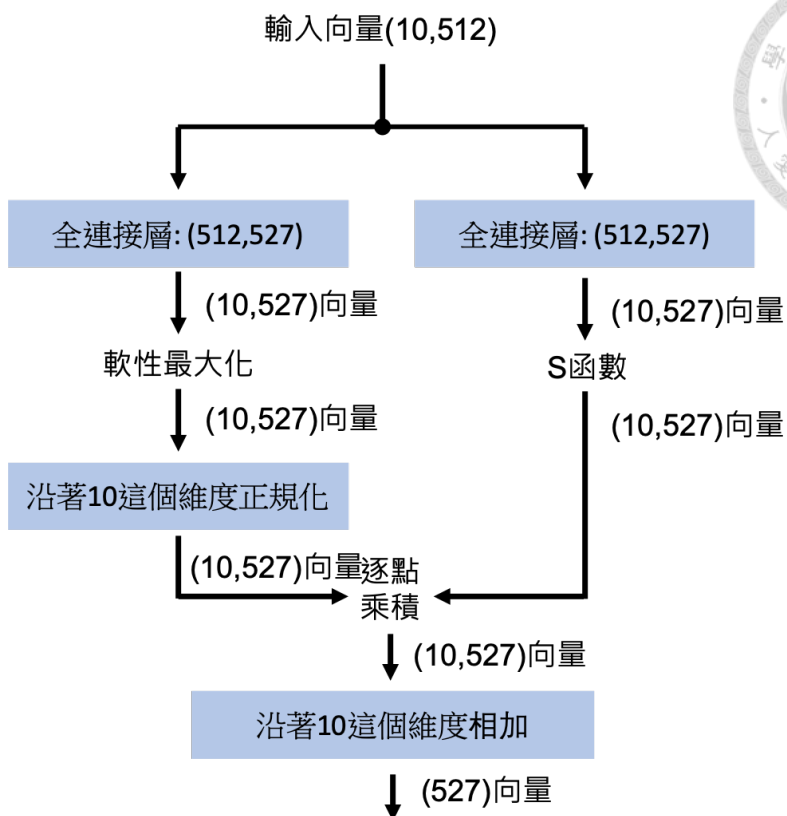 輸入向量(10,512)
全連接層: (512,527)
全連接層: (512,527)
(10,527)向量
(10,527)向量
軟性最大化
S函數
(10,527)向量
(10,527)向量
沿著10這個維度正規化
(10,527)向量
逐點
乘積
(10,527)向量
沿著10這個維度相加
(527)向量